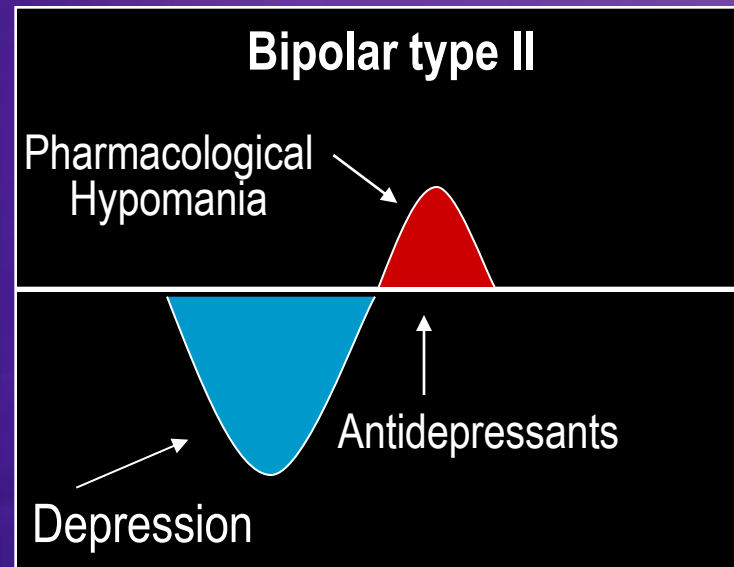 Bipolar type II
Pharmacological
Hypomania
Antidepressants
Depression